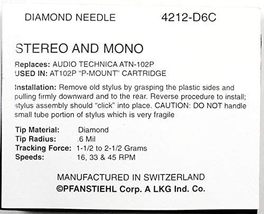 DIAMOND NEEDLE 4212-D6C
STEREO AND MONO
Replaces: AUDIO TECHNICA ATN-102P
USED IN: AT102P "P-MOUNT" CARTRIDGE
Installation: Remove old stylus by grasping the plastic sides and
pulling firmly downward and to the rear. Reverse procedure to install;
stylus assembly should "click" into place. CAUTION: DO NOT handle
small tube portion of stylus which is very fragile.
Tip Material: Diamond
Tip Radius: .6 Mil
Tracking Force: 1-1/2 to 2-1/2 Grams
Speeds: 16, 33 & 45 RPM
MANUFACTURED IN SWITZERLAND
©PFANSTIEHL Corp. A LKG Ind. Co.